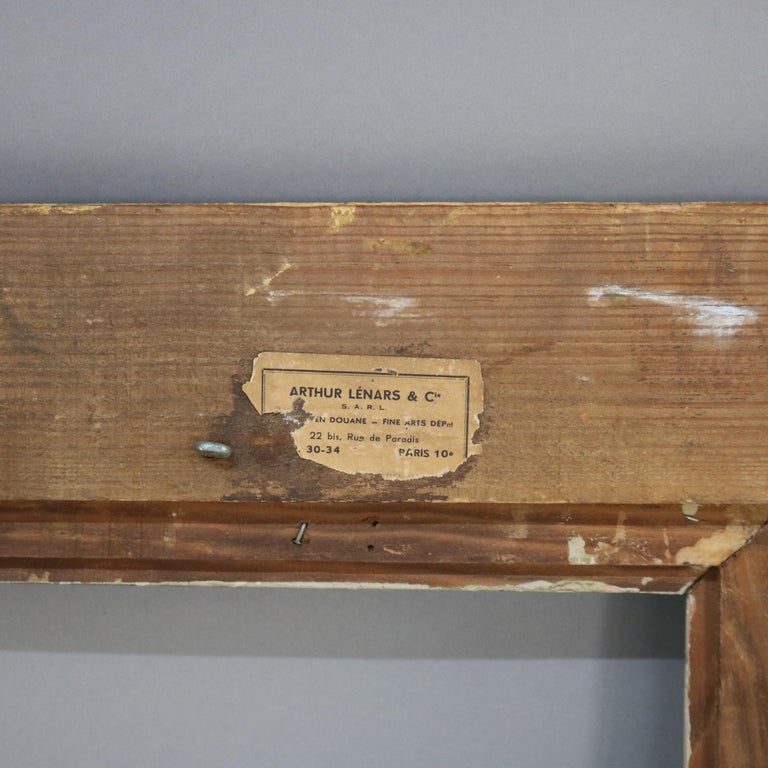 ARTHUR LÉNARS & Cie
S. A. R. L.
EN DOUANE – FINE ARTS DÉPnt
22 bis, Rue de Paradis
30-34 PARIS 10e